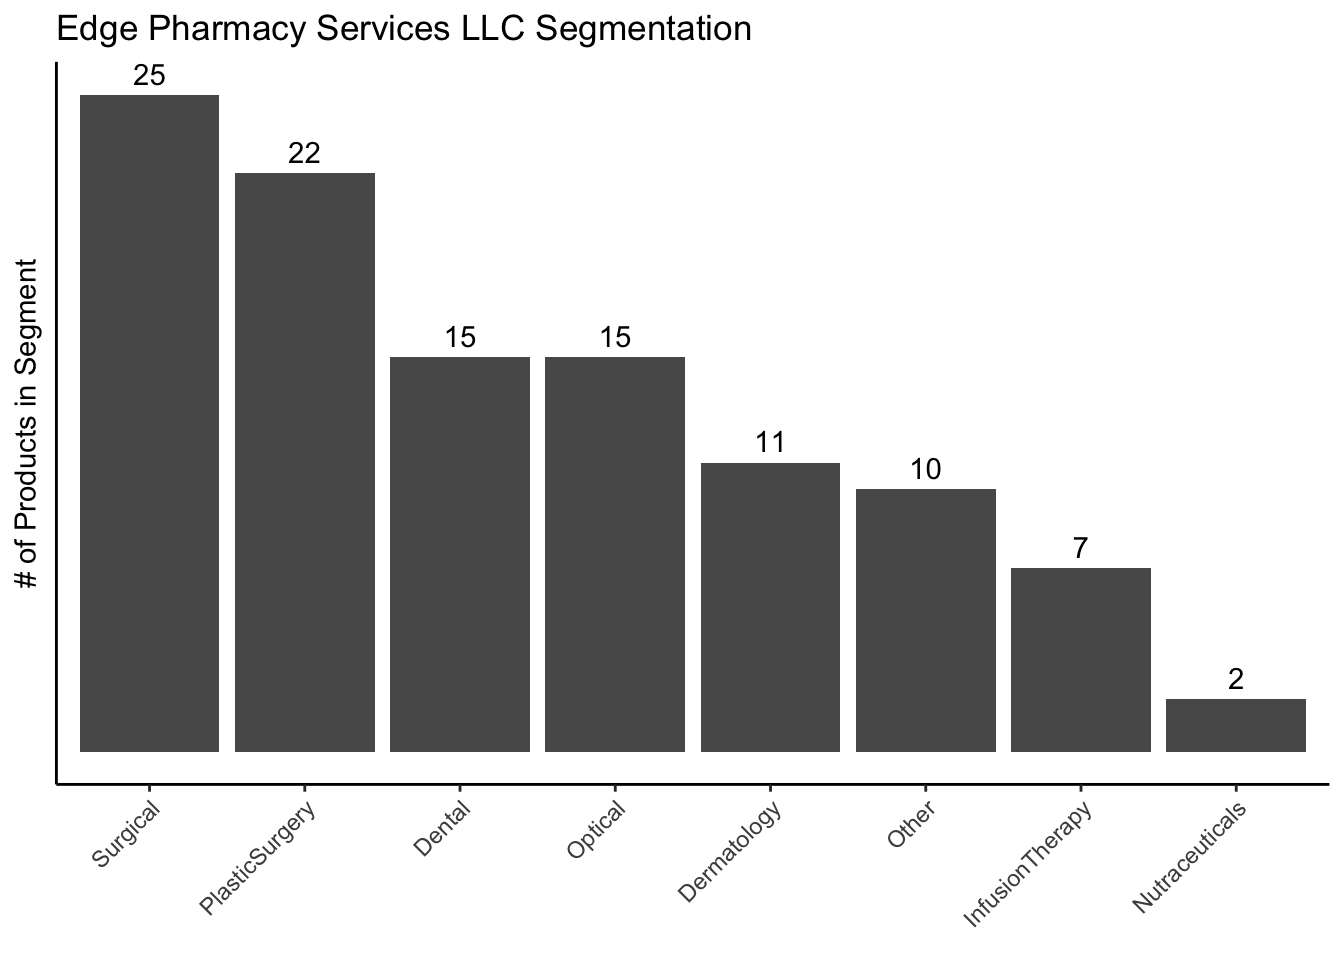 Edge Pharmacy Services LLC Segmentation
# of Products in Segment
25
22
15
15
11
10
7
2
Surgical
PlasticSurgery
Dental
Optical
Dermatology
Other
InfusionTherapy
Nutraceuticals